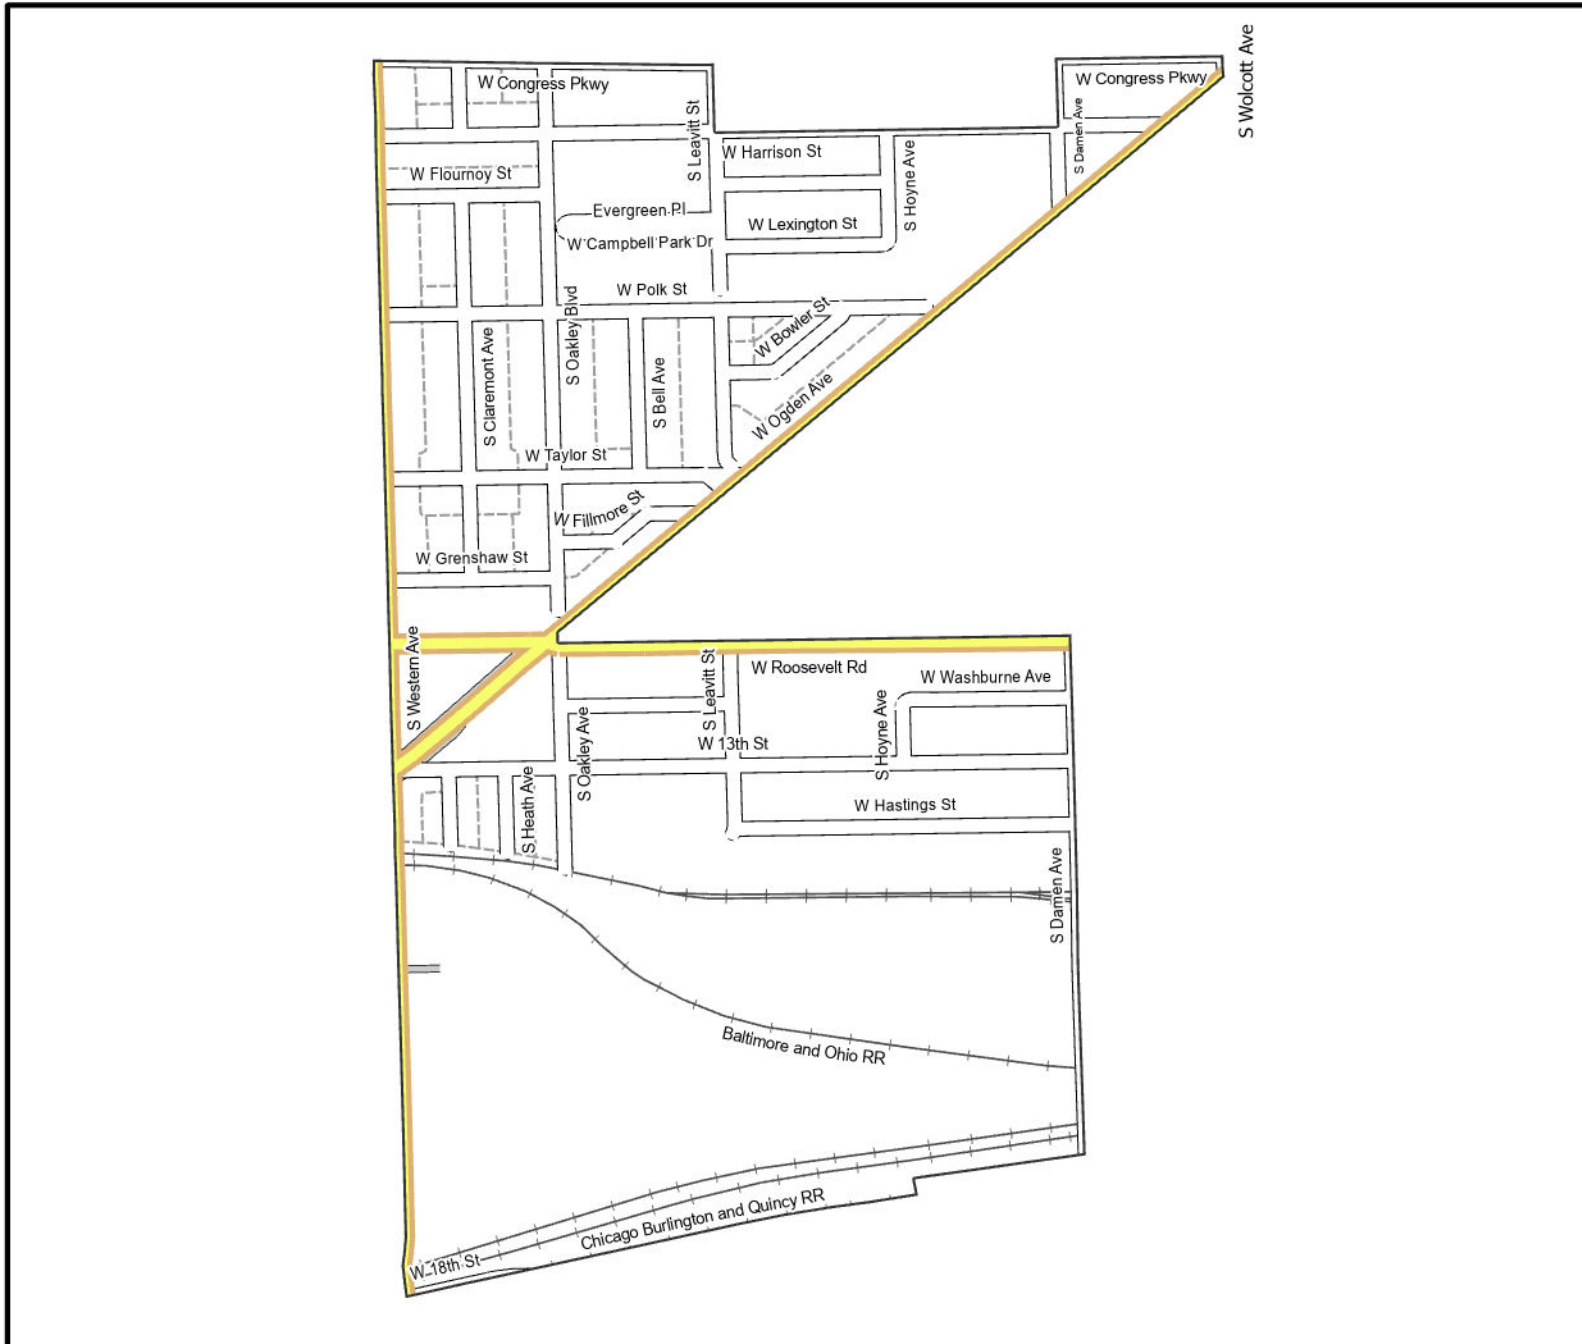 S Wolcott Ave
W Congress Pkwy
W Congress Pkwy
S Leavitt St
S Damen Ave
W Harrison St
W Flournoy St
S Hoyne Ave
Evergreen Pl
W Lexington St
W Campbell Park Dr
W Polk St
S Oakley Blvd
W Bowler St
S Claremont Ave
S Bell Ave
W Ogden Ave
W Taylor St
W Fillmore St
W Grenshaw St
S Western Ave
S Leavitt St
W Roosevelt Rd
W Washburne Ave
S Hoyne Ave
S Oakley Ave
W 13th St
S Heath Ave
W Hastings St
S Damen Ave
Baltimore and Ohio RR
Chicago Burlington and Quincy RR
W 18th St